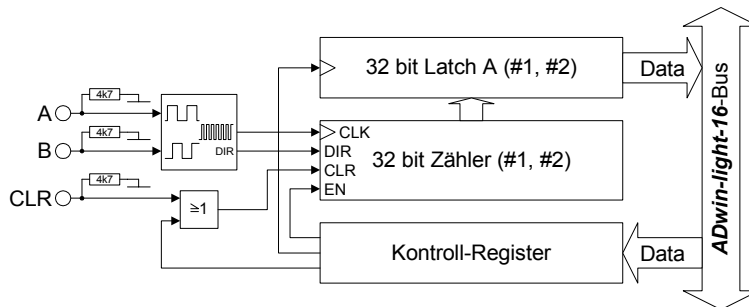 32 bit Latch A (#1, #2)
Data
4k7
A
4k7
B
DIR
CLK
DIR
CLR
EN
32 bit Zähler (#1, #2)
4k7
CLR
≥1
Kontroll-Register
Data
ADwin-light-16-Bus